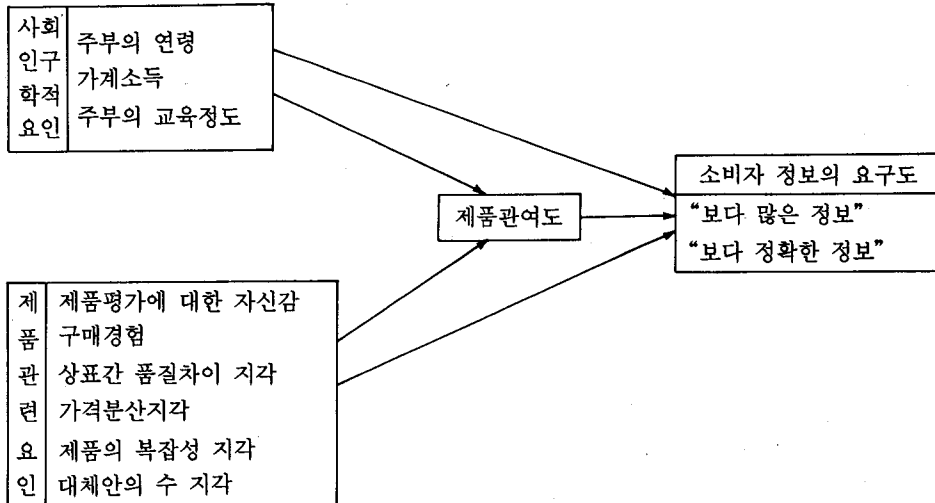 사회
인구
학적
요인
주부의 연령
가계소득
주부의 교육정도
제품관여도
소비자 정보의 요구도
“보다 많은 정보”
“보다 정확한 정보”
제
품
관
련
요
인
제품평가에 대한 자신감
구매경험
상표간 품질차이 지각
가격분산지각
제품의 복잡성 지각
대체안의 수 지각